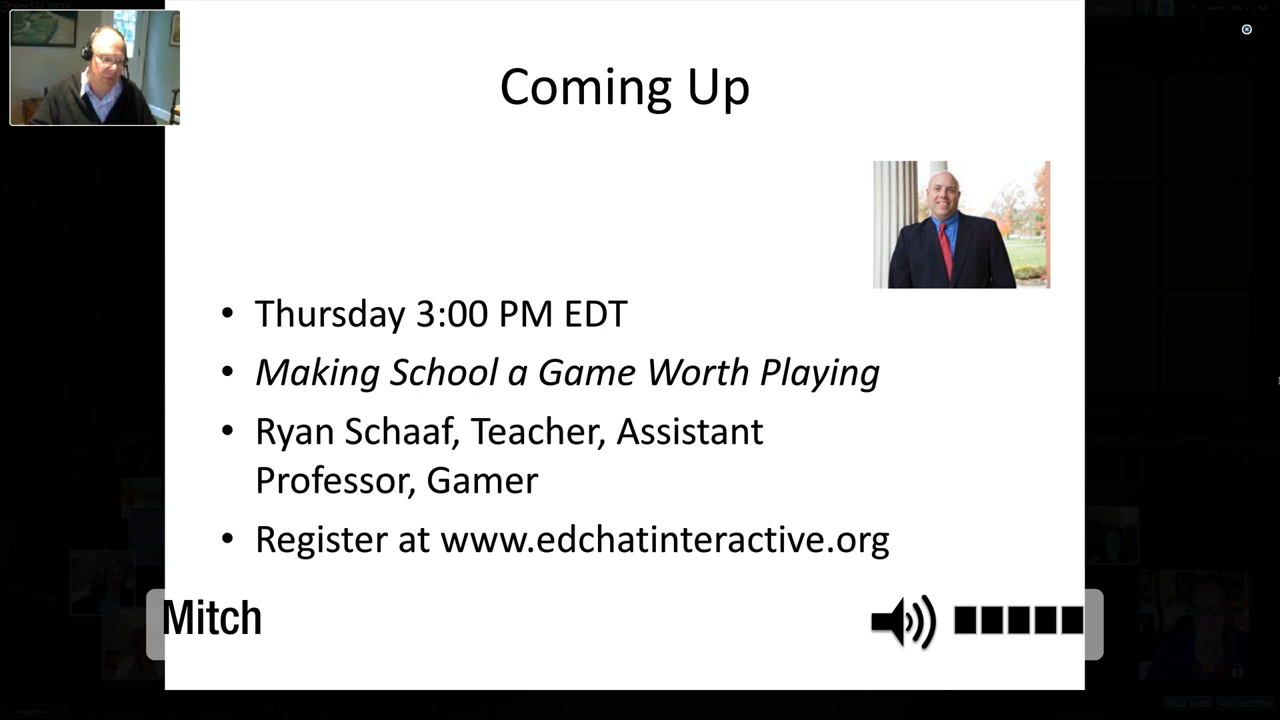 Coming Up
• Thursday 3:00 PM EDT
• Making School a Game Worth Playing
• Ryan Schaaf, Teacher, Assistant
Professor, Gamer
• Register at www.edchatinteractive.org
Mitch